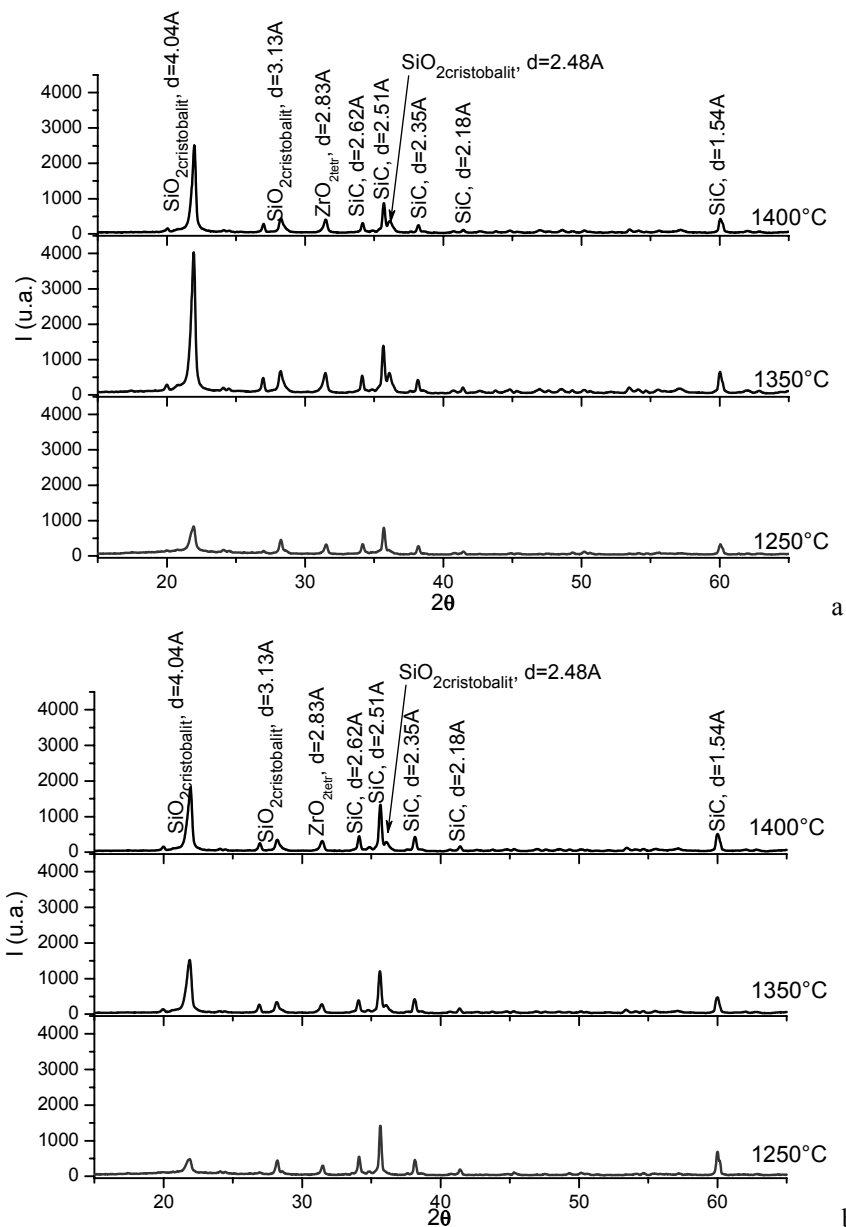 SiO2cristobalit, d=4.04A
SiO2cristobalit, d=3.13A
ZrO2tetr, d=2.83A
SiC, d=2.62A
SiC, d=2.51A
SiO2cristobalit, d=2.48A
SiC, d=2.35A
SiC, d=2.18A
SiC, d=1.54A
4000
3000
2000
1000
0
1400°C
4000
3000
2000
1000
0
1350°C
4000
3000
2000
1000
0
1250°C
I (u.a.)
20 30 40 50 60
2θ
a
SiO2cristobalit, d=4.04A
SiO2cristobalit, d=3.13A
ZrO2tetr, d=2.83A
SiC, d=2.62A
SiC, d=2.51A
SiO2cristobalit, d=2.48A
SiC, d=2.35A
SiC, d=2.18A
SiC, d=1.54A
4000
3000
2000
1000
0
1400°C
4000
3000
2000
1000
0
1350°C
4000
3000
2000
1000
0
1250°C
I (u.a.)
20 30 40 50 60
2θ
b